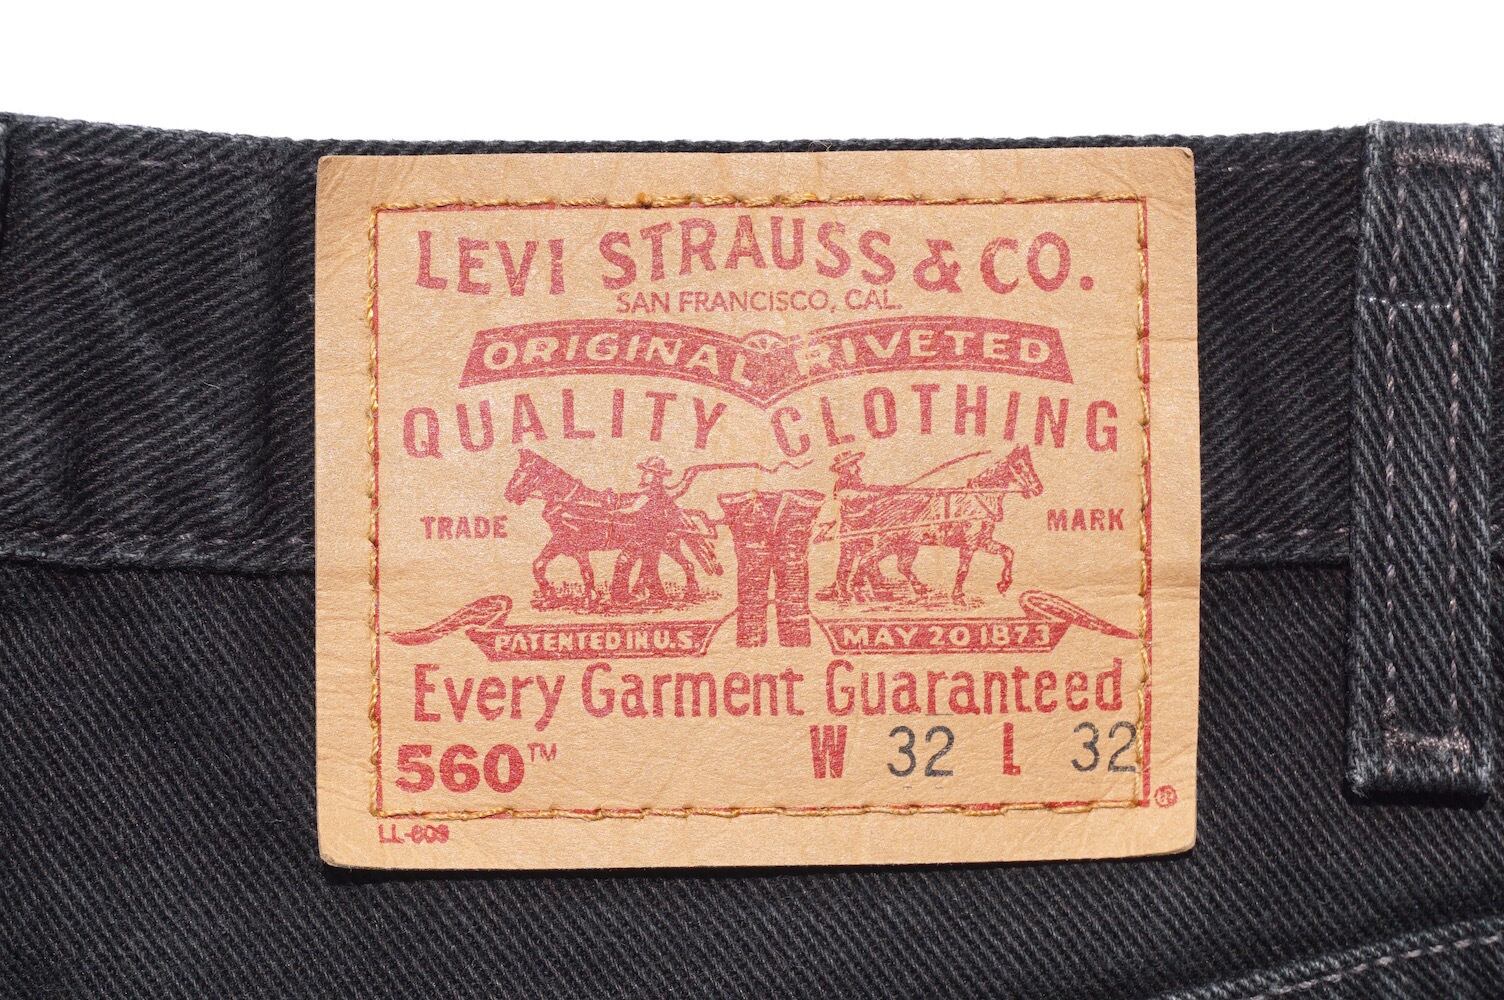 LEVI STRAUSS & CO.
SAN FRANCISCO, CAL.
ORIGINAL RIVETED
QUALITY CLOTHING
TRADE MARK
PATENTED IN U.S. MAY 20 1873
Every Garment Guaranteed
560™ W 32 L 32
®